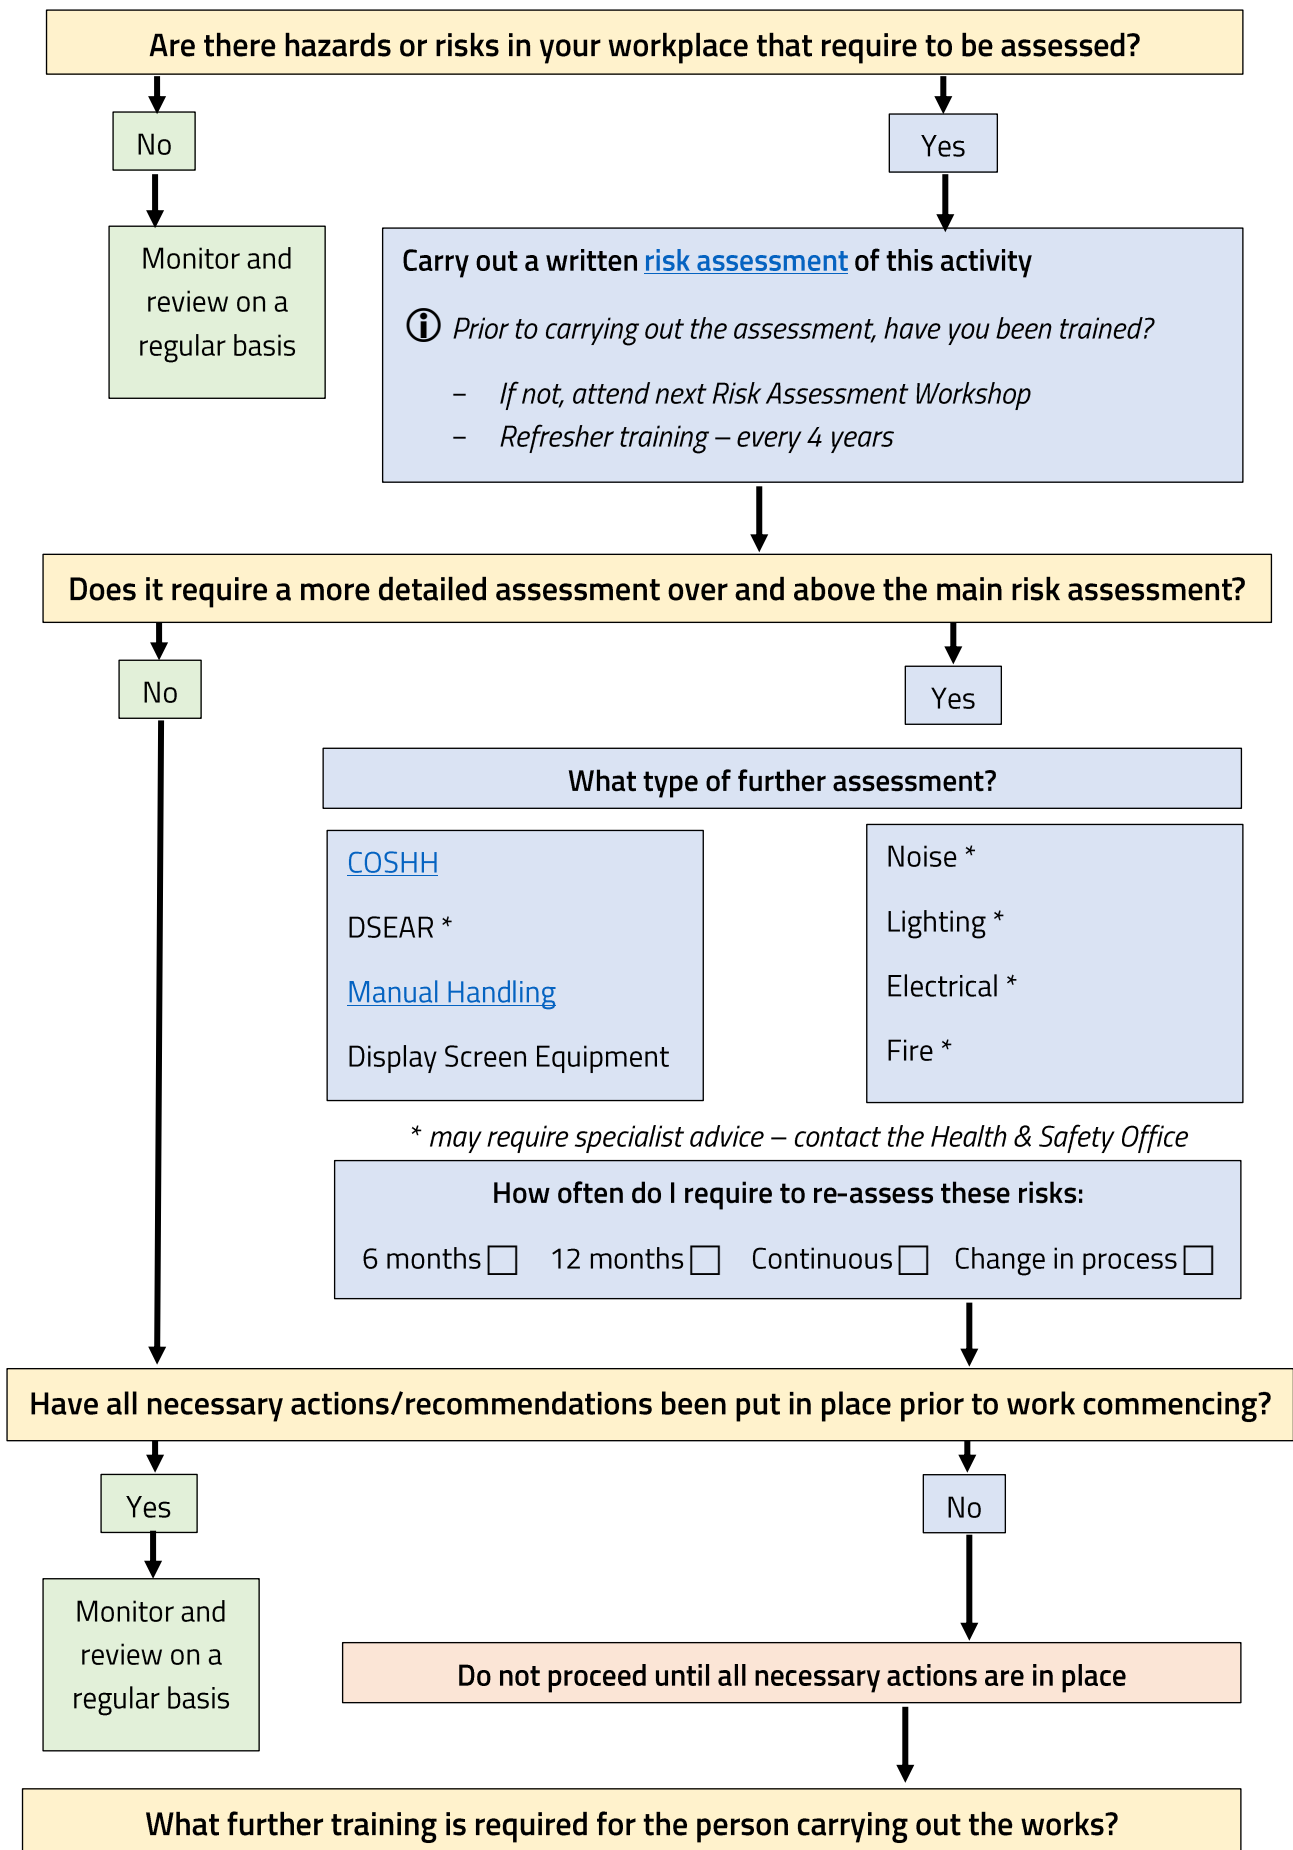 Are there hazards or risks in your workplace that require to be assessed?
No
Yes
Monitor and
review on a
regular basis
Carry out a written risk assessment of this activity
Prior to carrying out the assessment, have you been trained?
– If not, attend next Risk Assessment Workshop
– Refresher training – every 4 years
Does it require a more detailed assessment over and above the main risk assessment?
No
Yes
What type of further assessment?
COSHH
DSEAR *
Manual Handling
Display Screen Equipment
Noise *
Lighting *
Electrical *
Fire *
* may require specialist advice – contact the Health & Safety Office
How often do I require to re-assess these risks:
6 months ☐ 12 months ☐ Continuous ☐ Change in process ☐
Have all necessary actions/recommendations been put in place prior to work commencing?
Yes
No
Monitor and
review on a
regular basis
Do not proceed until all necessary actions are in place
What further training is required for the person carrying out the works?